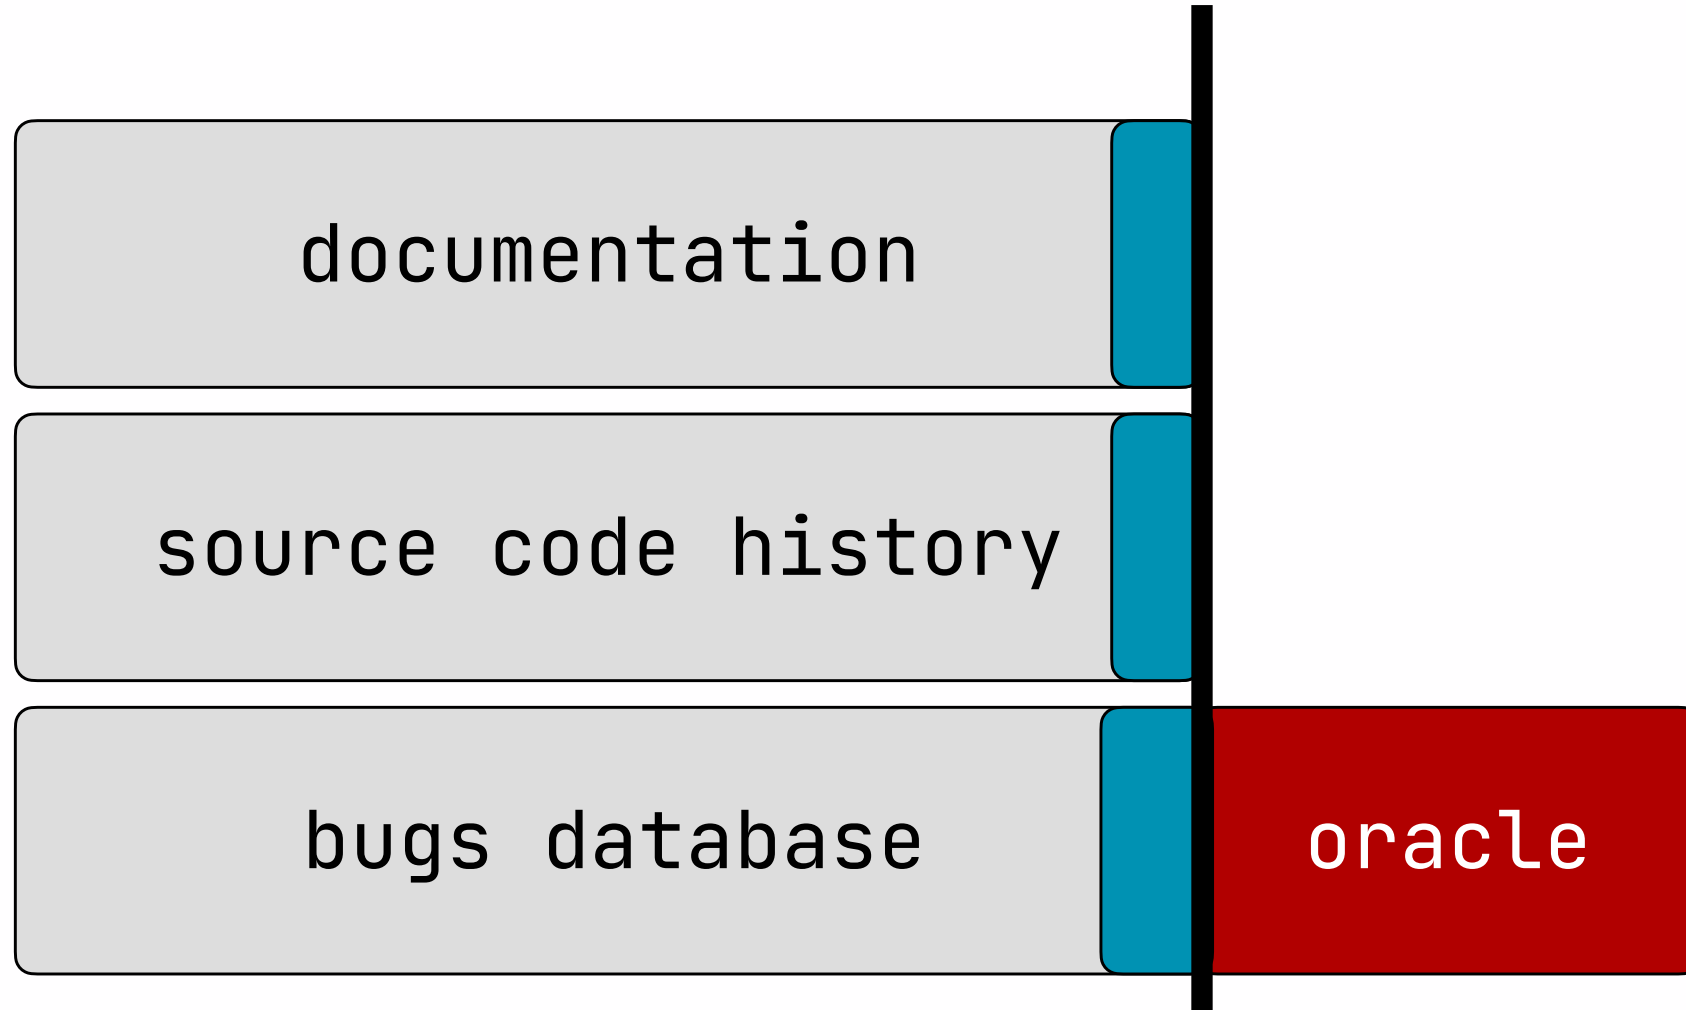 documentation
source code history
bugs database
oracle